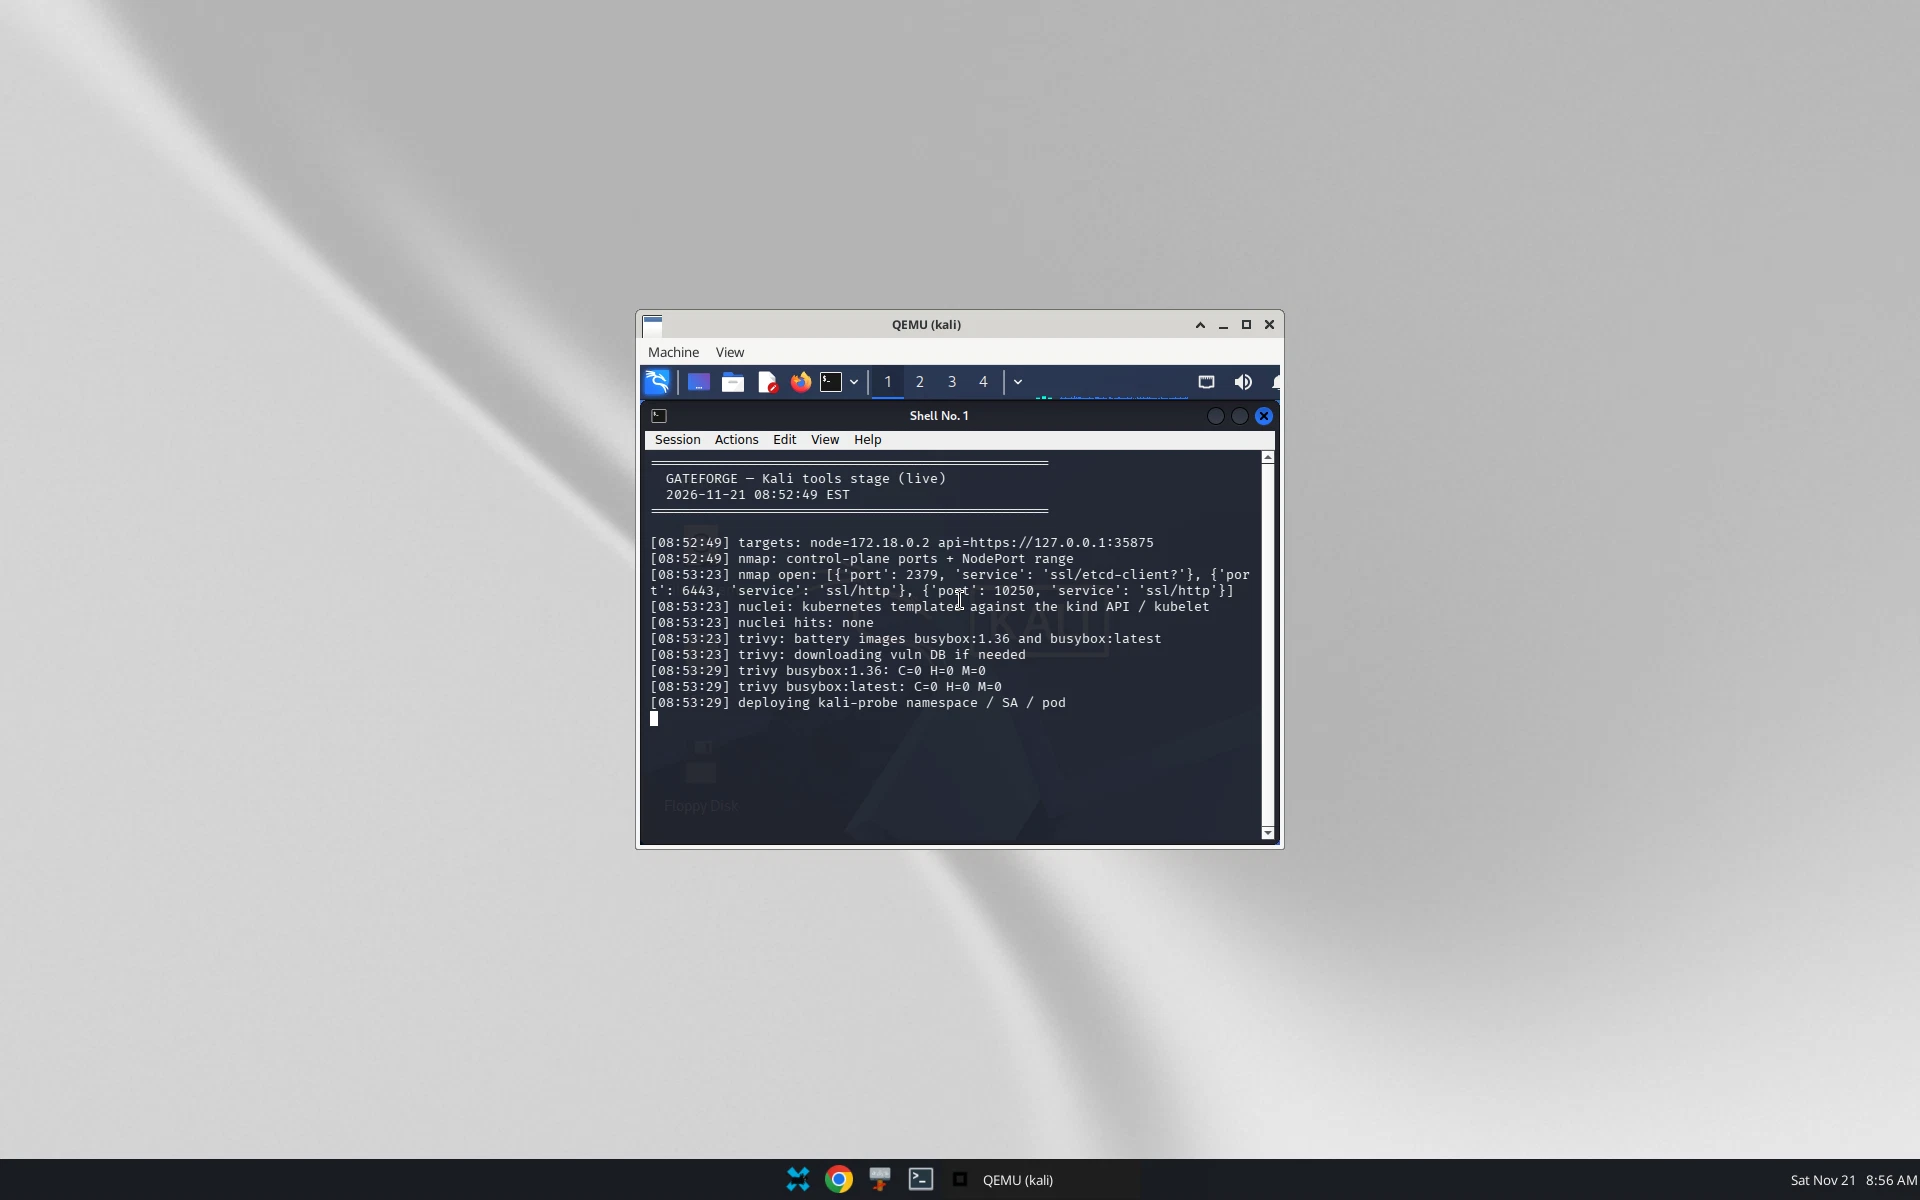 QEMU (kali)
Machine View
1 2 3 4
Shell No. 1
Session Actions Edit View Help
GATEFORGE — Kali tools stage (live)
2026-11-21 08:52:49 EST
[08:52:49] targets: node=172.18.0.2 api=https://127.0.0.1:35875
[08:52:49] nmap: control-plane ports + NodePort range
[08:53:23] nmap open: [{'port': 2379, 'service': 'ssl/etcd-client?'}, {'por
t': 6443, 'service': 'ssl/http'}, {'port': 10250, 'service': 'ssl/http'}]
[08:53:23] nuclei: kubernetes templates against the kind API / kubelet
[08:53:23] nuclei hits: none
[08:53:23] trivy: battery images busybox:1.36 and busybox:latest
[08:53:23] trivy: downloading vuln DB if needed
[08:53:29] trivy busybox:1.36: C=0 H=0 M=0
[08:53:29] trivy busybox:latest: C=0 H=0 M=0
[08:53:29] deploying kali-probe namespace / SA / pod
KALI
Floppy Disk
QEMU (kali)
Sat Nov 21 8:56 AM